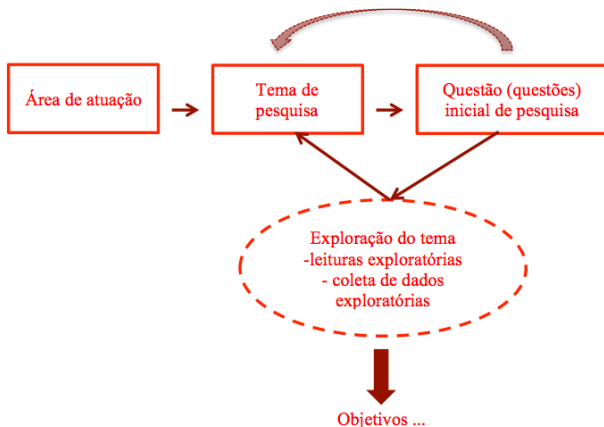 Área de atuação
Tema de
pesquisa
Questão (questões)
inicial de pesquisa
Exploração do tema
-leituras exploratórias
- coleta de dados
exploratórias
Objetivos ...